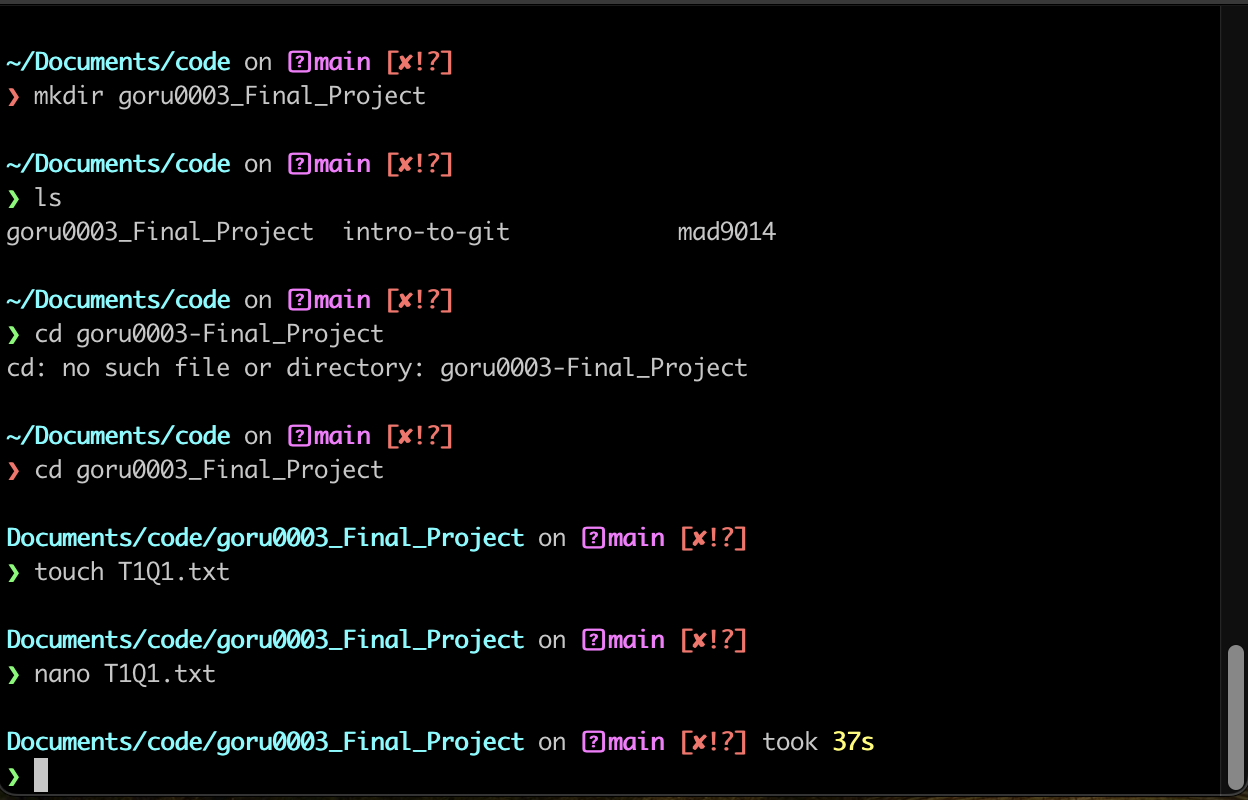 ~/Documents/code on ?main [✘!?]
❯ mkdir goru0003_Final_Project
~/Documents/code on ?main [✘!?]
❯ ls
goru0003_Final_Project  intro-to-git            mad9014
~/Documents/code on ?main [✘!?]
❯ cd goru0003-Final_Project
cd: no such file or directory: goru0003-Final_Project
~/Documents/code on ?main [✘!?]
❯ cd goru0003_Final_Project
Documents/code/goru0003_Final_Project on ?main [✘!?]
❯ touch T1Q1.txt
Documents/code/goru0003_Final_Project on ?main [✘!?]
❯ nano T1Q1.txt
Documents/code/goru0003_Final_Project on ?main [✘!?] took 37s
❯